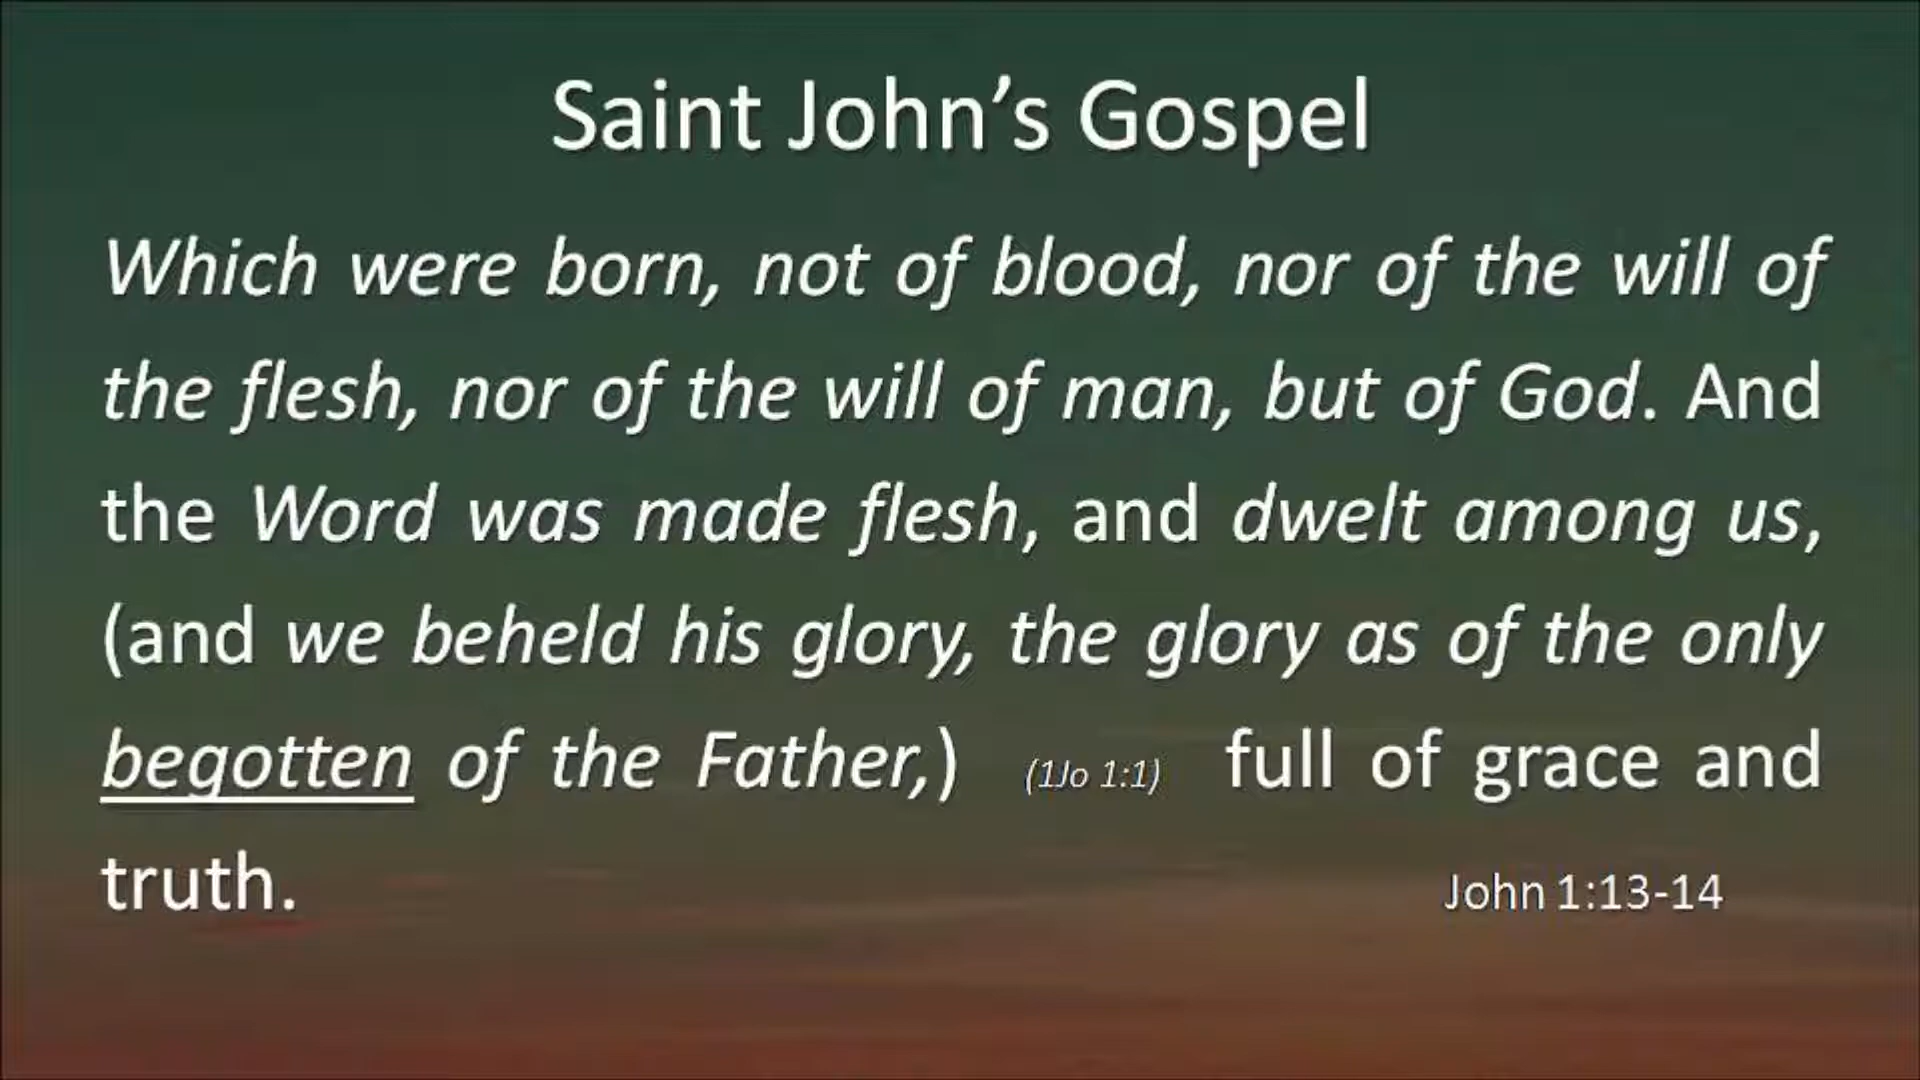 Saint John’s Gospel
Which were born, not of blood, nor of the will of
the flesh, nor of the will of man, but of God. And
the Word was made flesh, and dwelt among us,
(and we beheld his glory, the glory as of the only
begotten of the Father,) (1Jo 1:1) full of grace and
truth. John 1:13-14